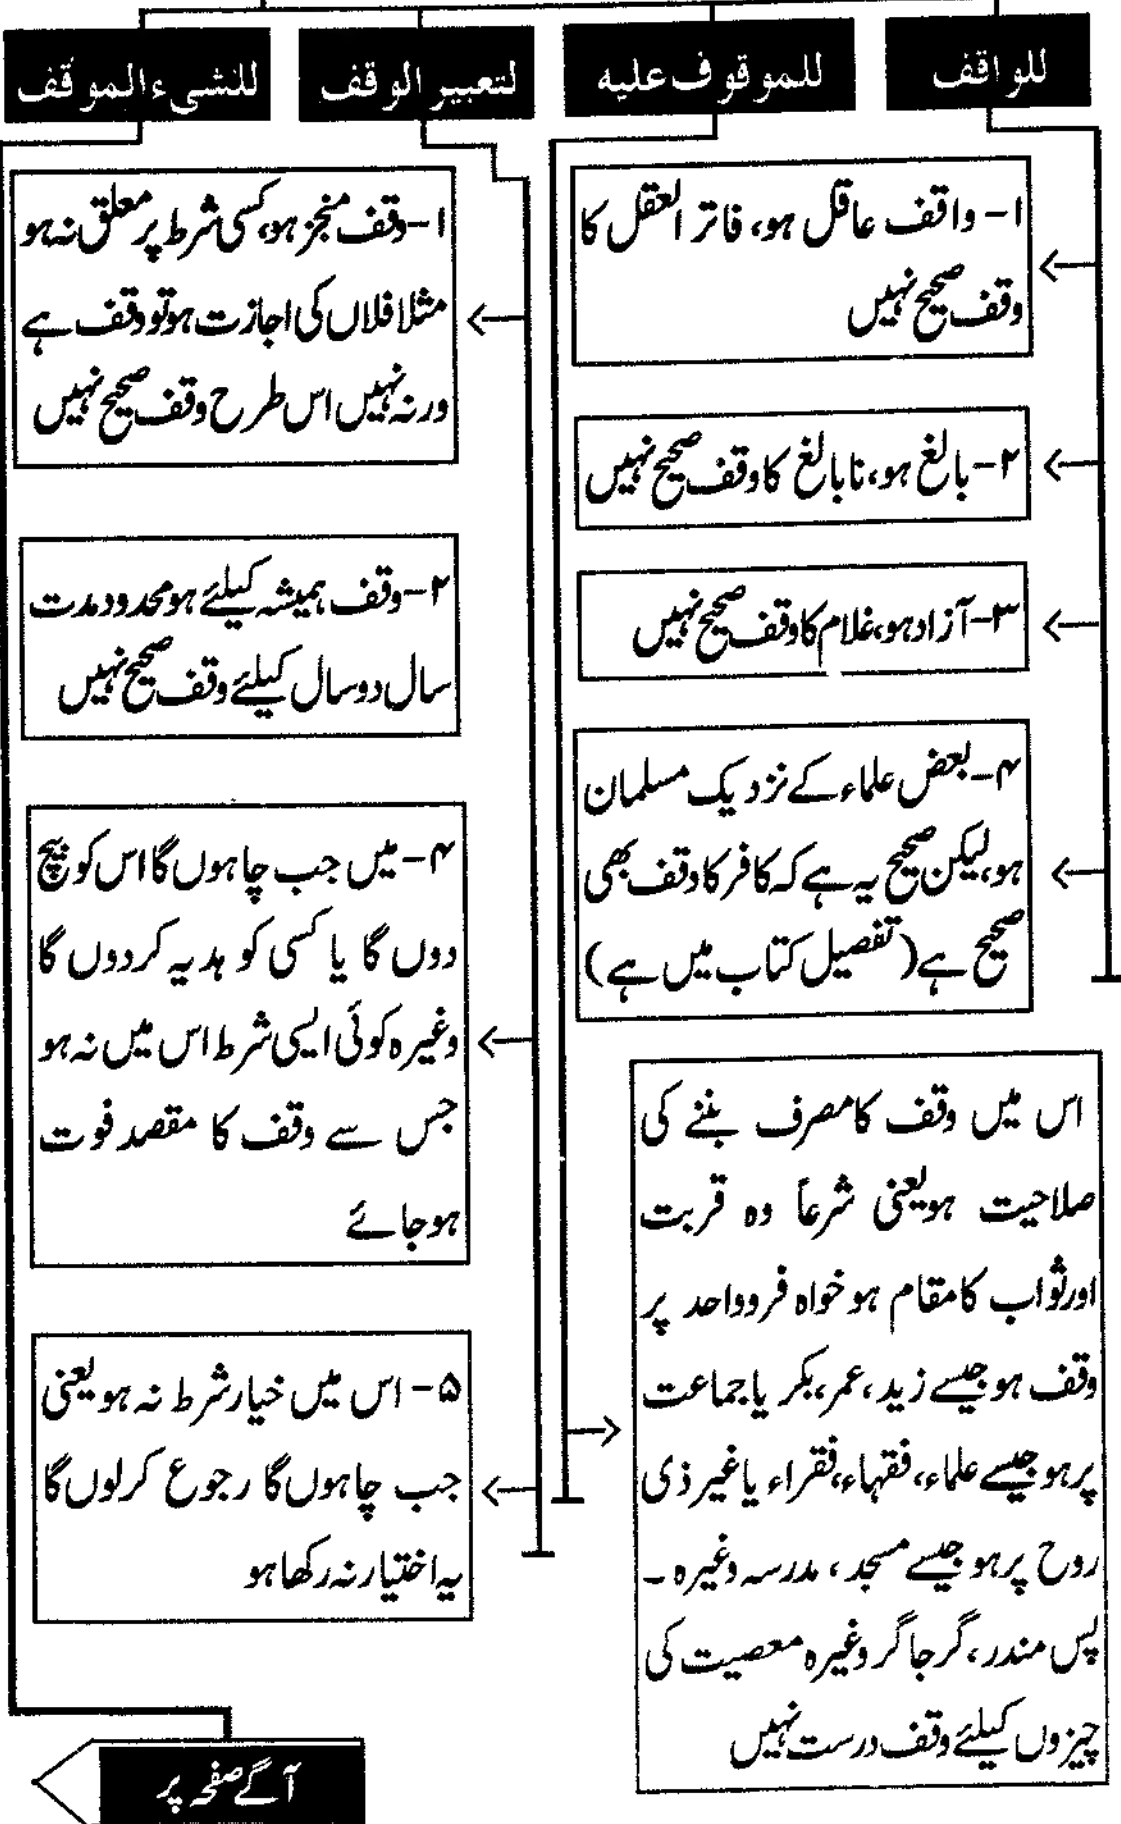 للواقف
للموقوف عليه
لتعبير الوقف
للشیء الموقف
۱- واقف عاقل ہو، فاتر العقل کا
وقف صحیح نہیں
۲- بالغ ہو، نابالغ کا وقف صحیح نہیں
۳- آزاد ہو، غلام کا وقف صحیح نہیں
۴- بعض علماء کے نزدیک مسلمان
ہو، لیکن صحیح یہ ہے کہ کافر کا وقف بھی
صحیح ہے (تفصیل کتاب میں ہے)
اس میں وقف کا مصرف بننے کی
صلاحیت ہو یعنی شرعاً وہ قربت
اور ثواب کا مقام ہو خواہ فرو واحد پر
وقف ہو جیسے زید، عمر، بکر یا جماعت
پر ہو جیسے علماء، فقہاء، فقراء یا غیر ذی
روح پر ہو جیسے مسجد، مدرسہ وغیرہ۔
پس مندر، گرجا گر وغیرہ معصیت کی
چیزوں کیلئے وقف درست نہیں
۱- وقف منجز ہو، کسی شرط پر معلق نہ ہو
مثلا فلاں کی اجازت ہو تو وقف ہے
ورنہ نہیں اس طرح وقف صحیح نہیں
۲- وقف ہمیشہ کیلئے ہو محدود مدت
سال دو سال کیلئے وقف صحیح نہیں
۴- میں جب چاہوں گا اس کو بیچ
دوں گا یا کسی کو ہدیہ کردوں گا
وغیرہ کوئی ایسی شرط اس میں نہ ہو
جس سے وقف کا مقصد فوت
ہو جائے
۵- اس میں خیار شرط نہ ہو یعنی
جب چاہوں گا رجوع کرلوں گا
یہ اختیار نہ رکھا ہو
آگے صفحہ پر